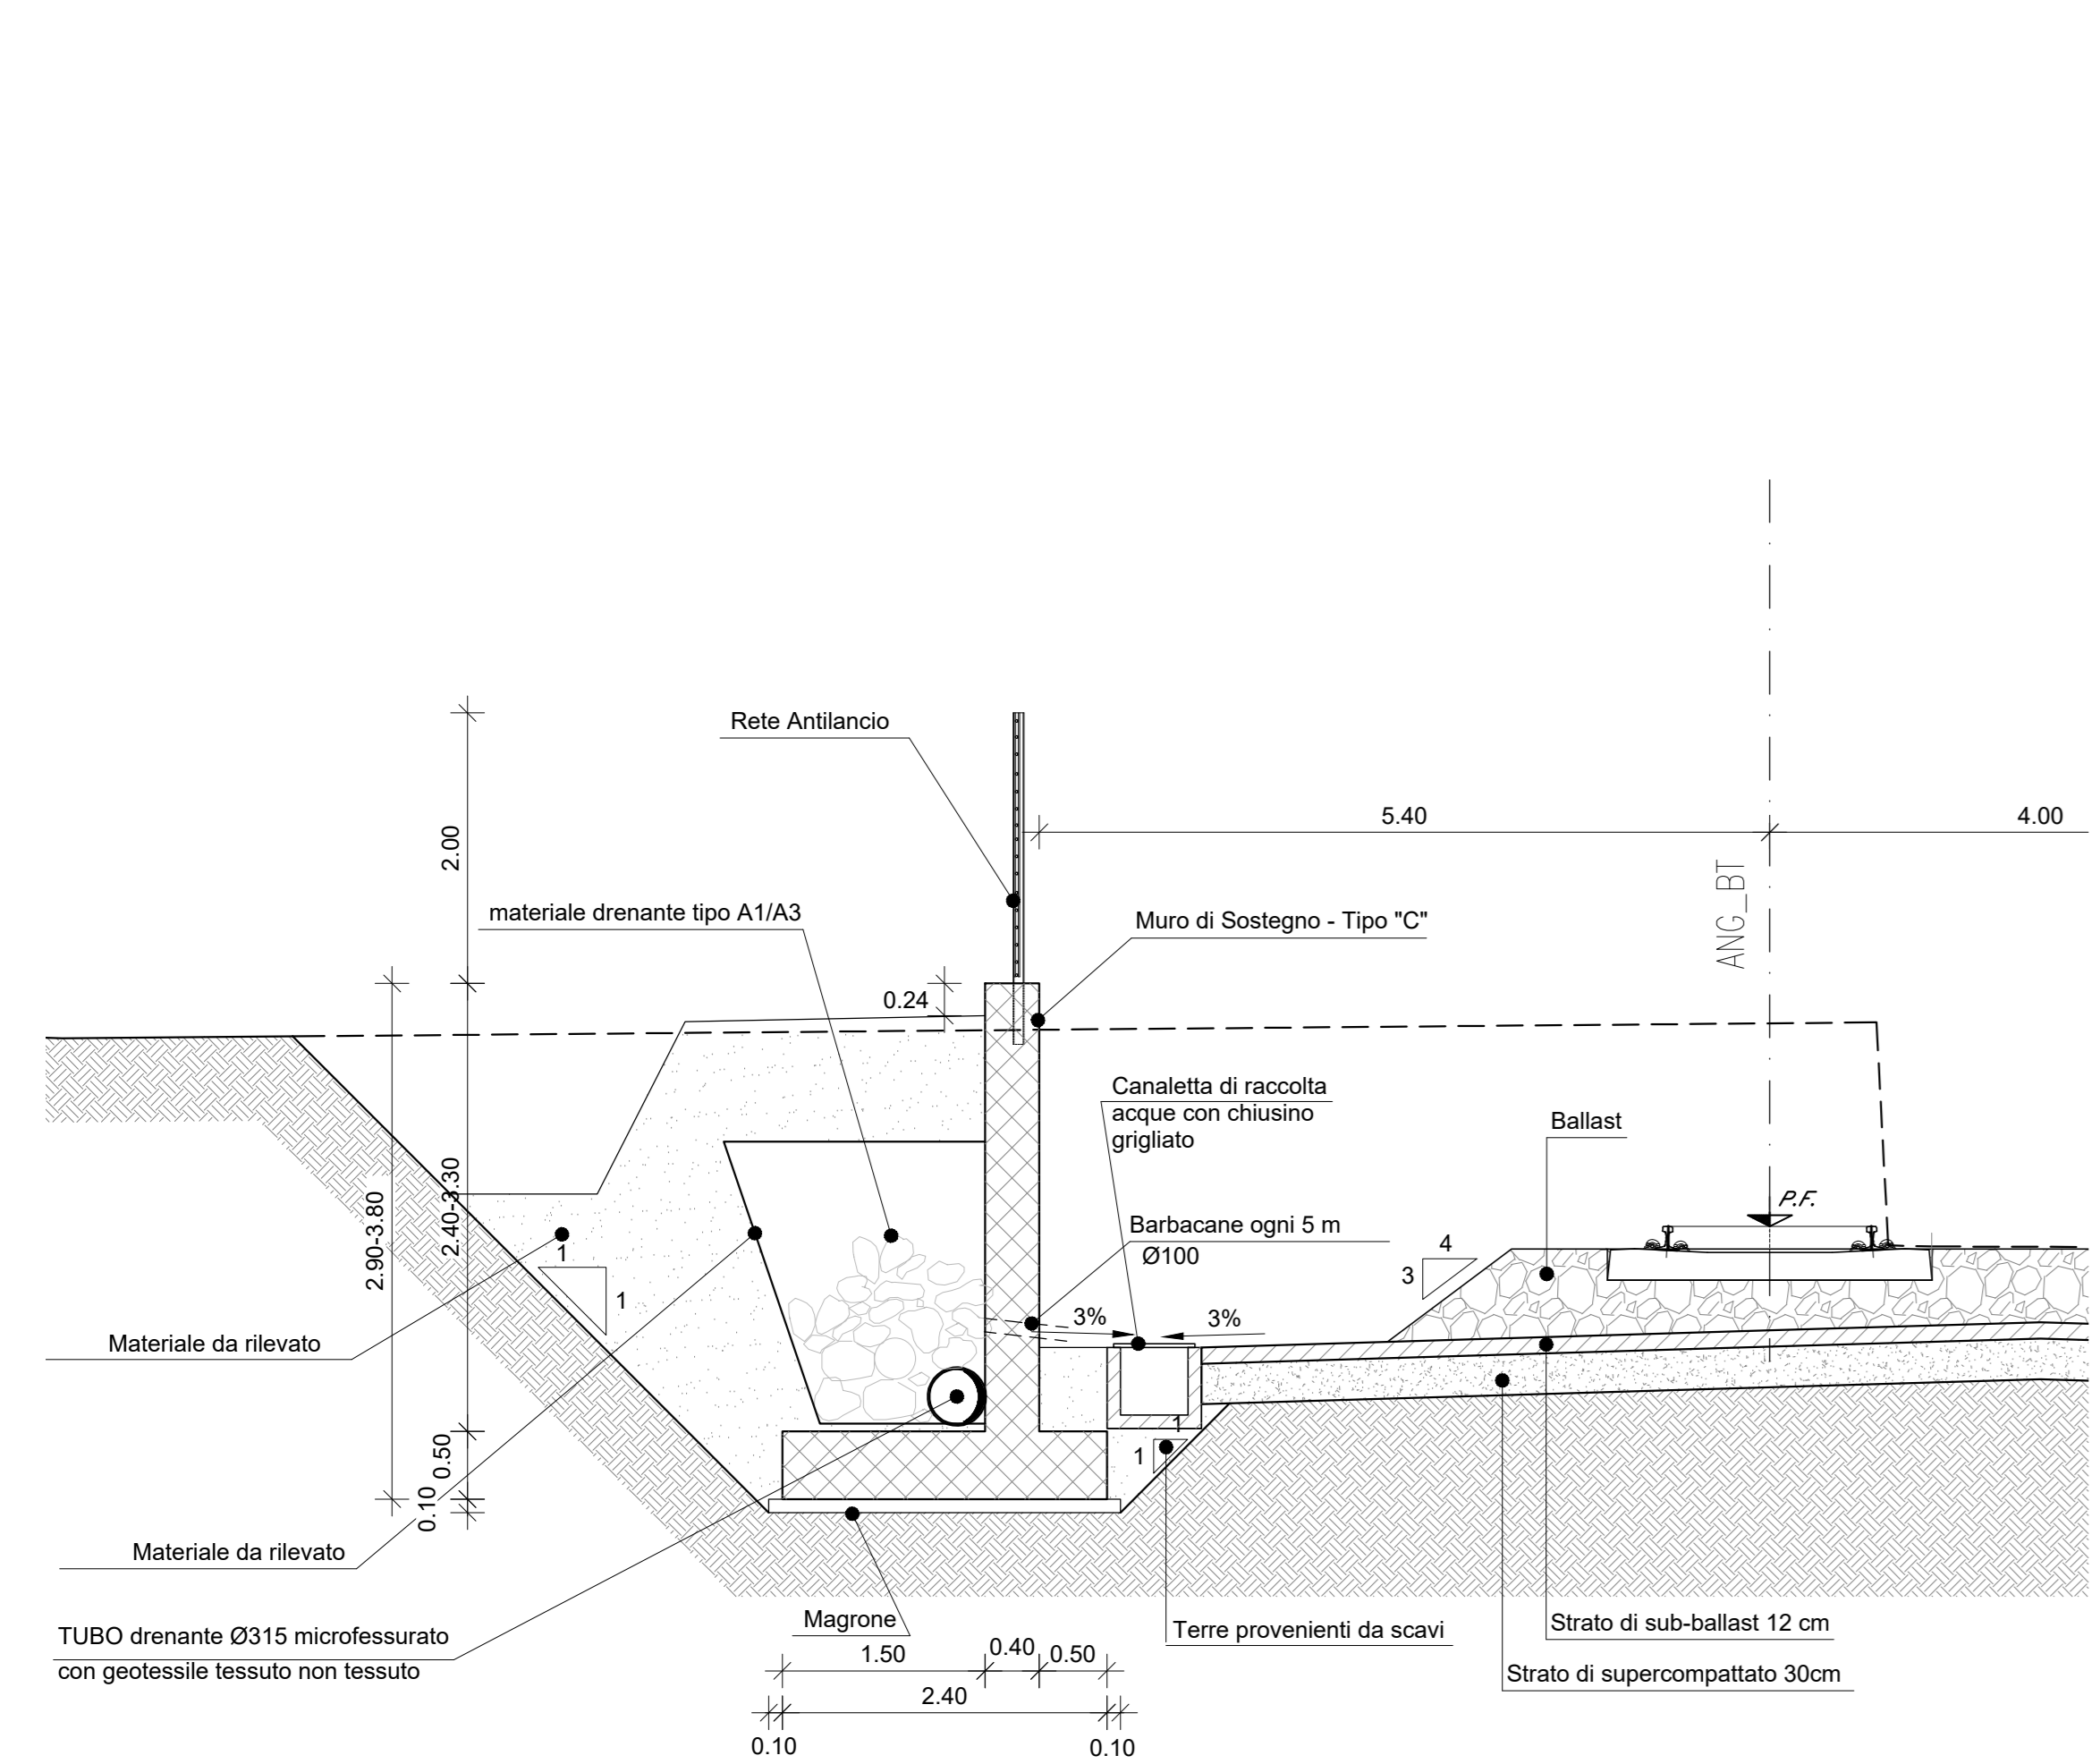 Rete Antilancio
2.00
5.40
4.00
ANG_BT
materiale drenante tipo A1/A3
Muro di Sostegno - Tipo "C"
0.24
Canaletta di raccolta
acque con chiusino
grigliato
Ballast
P.F.
2.90-3.80
2.40-3.30
Barbacane ogni 5 m
Ø100
1
1
4
3
3%
3%
Materiale da rilevato
0.50
0.10
1
1
Materiale da rilevato
TUBO drenante Ø315 microfessurato
con geotessile tessuto non tessuto
Magrone
Terre provenienti da scavi
Strato di sub-ballast 12 cm
Strato di supercompattato 30cm
1.50
0.40
0.50
2.40
0.10
0.10